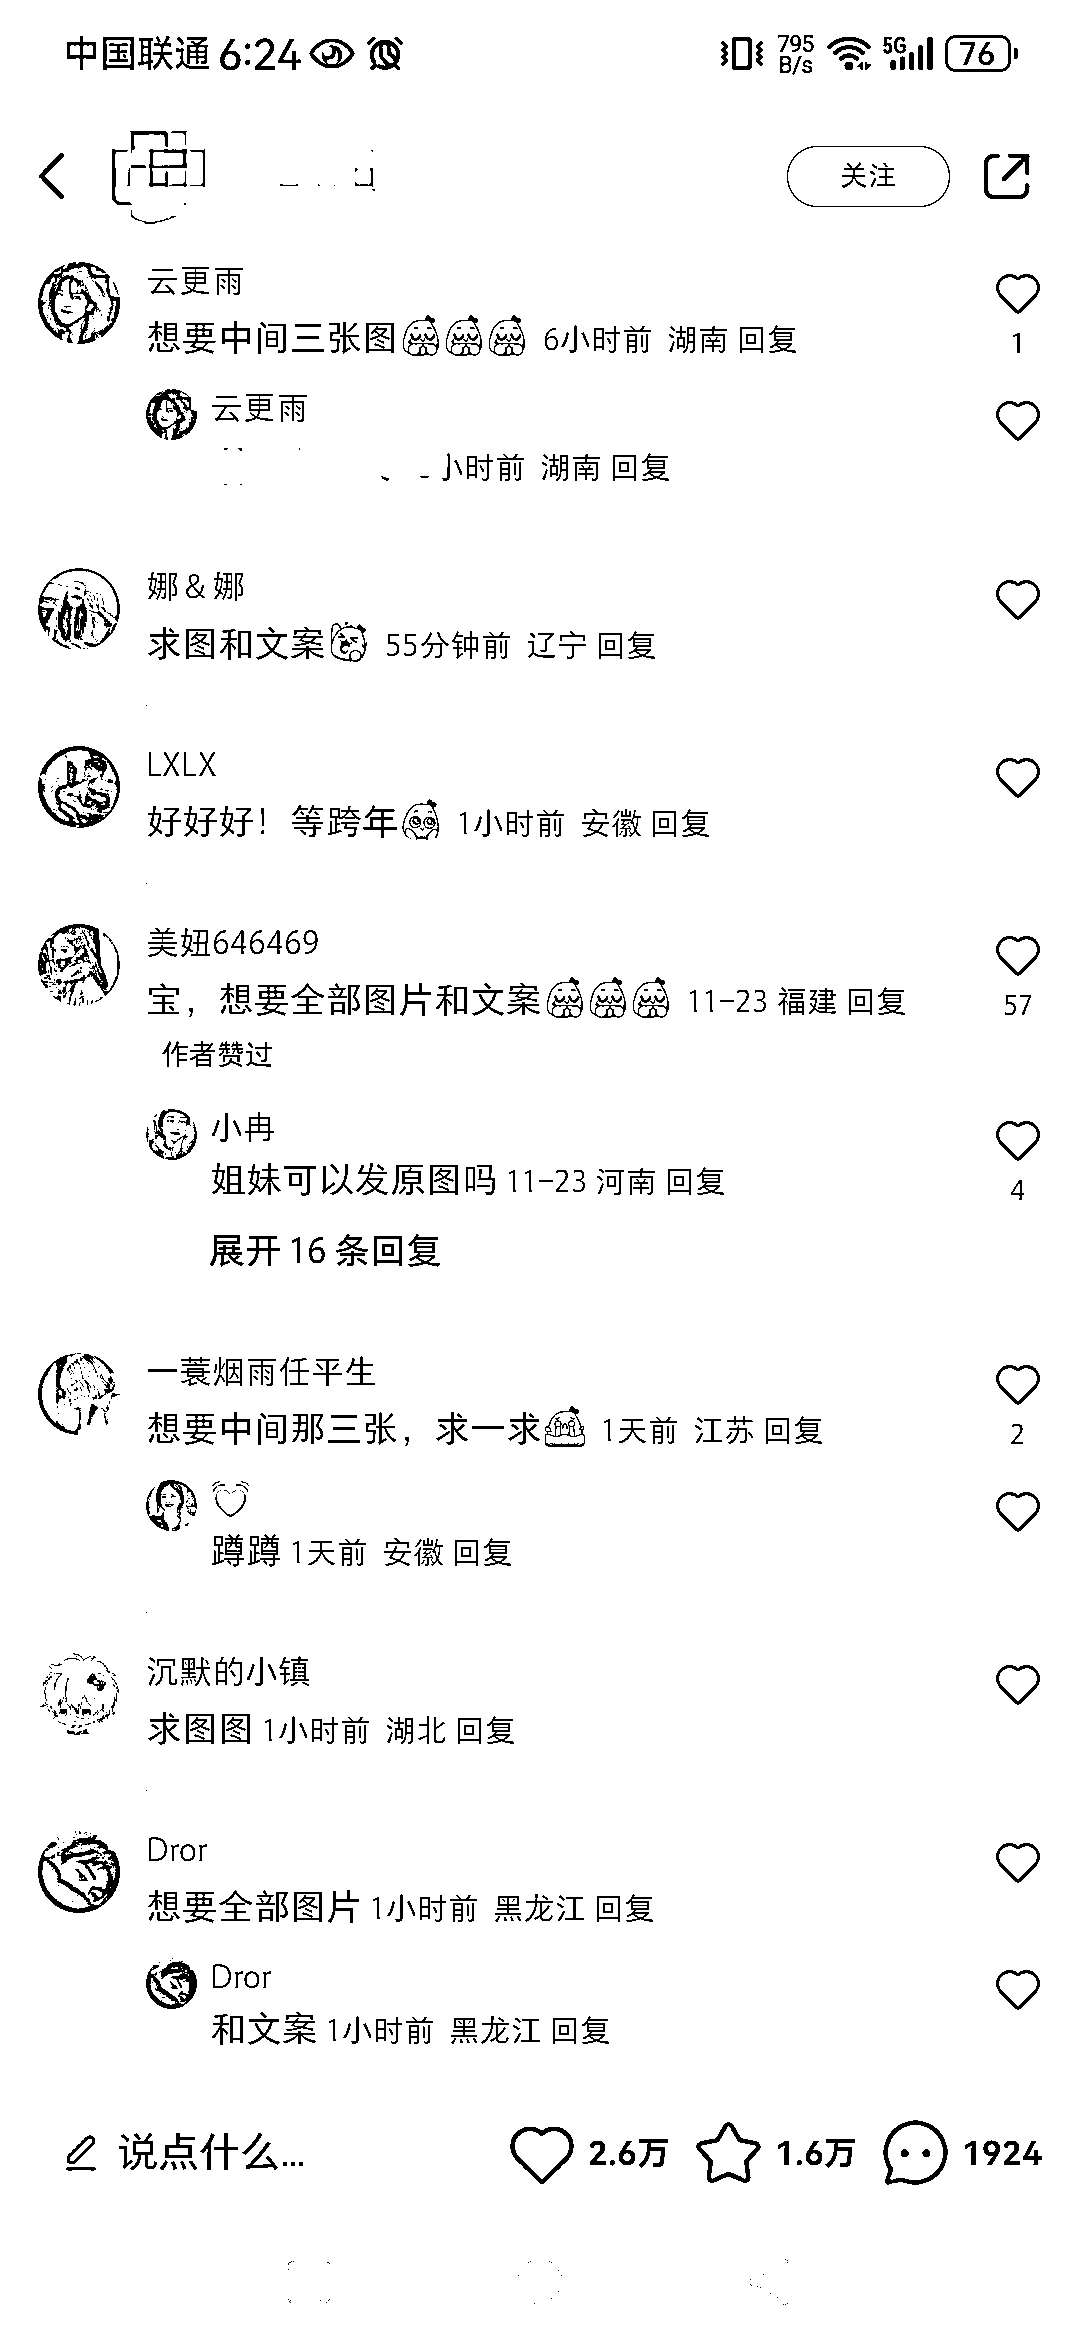 中国联通 6:24 795 B/s 5G 76
关注
云更雨
想要中间三张图 6小时前 湖南 回复
1
云更雨
小时前 湖南 回复
娜＆娜
求图和文案 55分钟前 辽宁 回复
LXLX
好好好！等跨年 1小时前 安徽 回复
美妞646469
宝，想要全部图片和文案 11-23 福建 回复
57
作者赞过
小冉
姐妹可以发原图吗 11-23 河南 回复
4
展开 16 条回复
一蓑烟雨任平生
想要中间那三张，求一求 1天前 江苏 回复
2
蹲蹲 1天前 安徽 回复
沉默的小镇
求图图 1小时前 湖北 回复
Dror
想要全部图片 1小时前 黑龙江 回复
Dror
和文案 1小时前 黑龙江 回复
说点什么... 2.6万 1.6万 1924